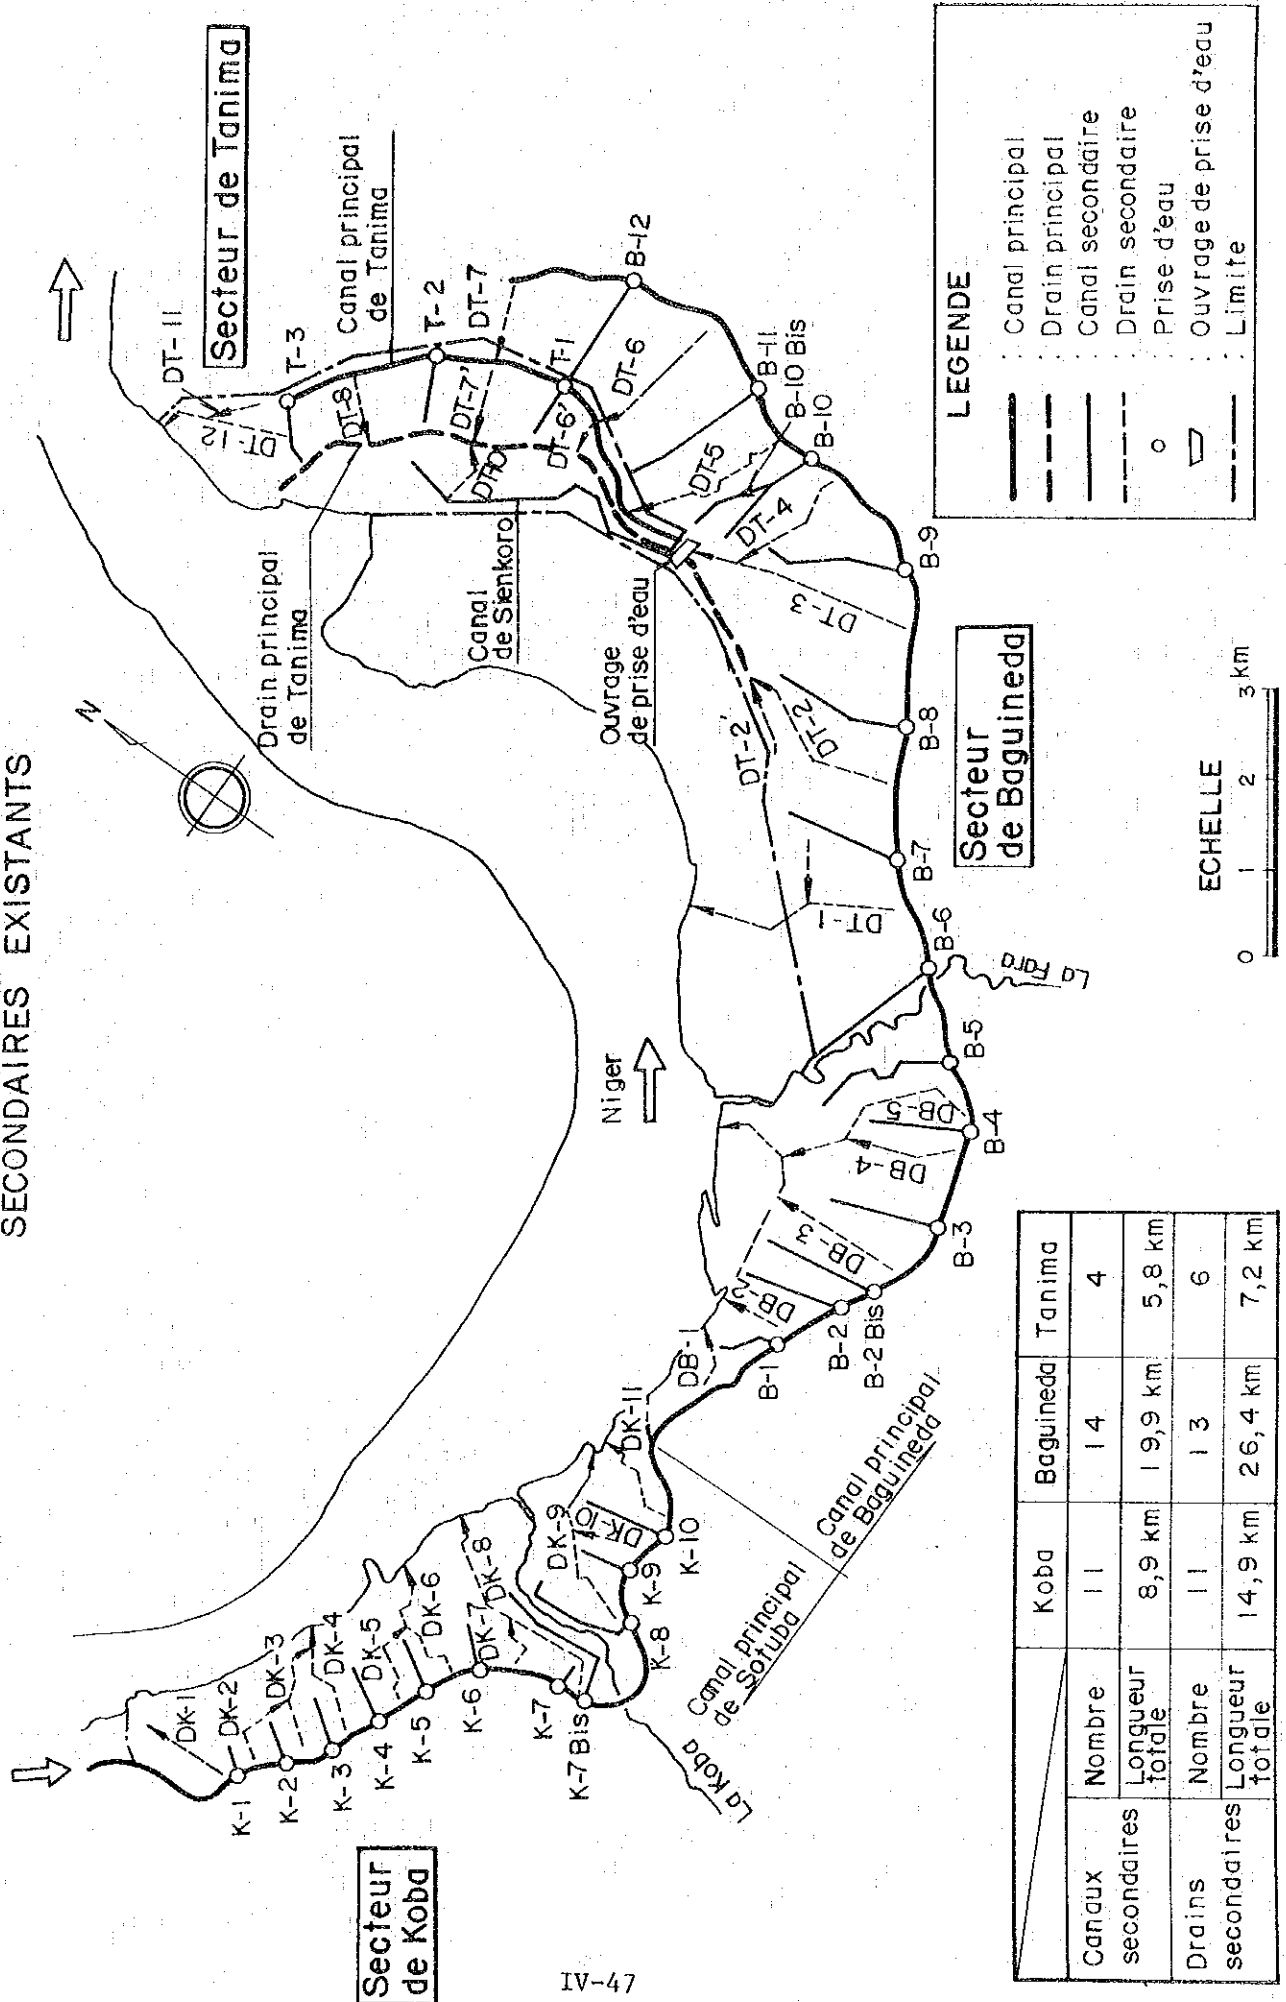 SECONDAIRES EXISTANTS
Secteur de Tanima
Canal principal
de Tanima
Drain principal
de Tanima
Canal
de Sienkoro
Ouvrage
de prise d'eau
N
Niger
Secteur
de Baguineda
Secteur
de Koba
Canal principal
de Sotuba
Canal principal
de Baguineda
La Koba
La Fara
K-1
K-2
K-3
K-4
K-5
K-6
K-7
K-7 Bis
K-8
K-9
K-10
DK-1
DK-2
DK-3
DK-4
DK-5
DK-6
DK-7
DK-8
DK-9
DK-10
DK-11
B-1
B-2
B-2 Bis
B-3
B-4
B-5
B-6
B-7
B-8
B-9
B-10
B-10 Bis
B-11
B-12
DB-1
DB-2
DB-3
DB-4
DB-5
DT-1
DT-2
DT-2'
DT-3
DT-4
DT-5
DT-6
DT-6'
DT-7
DT-7'
DT-8
DT-11
DT-12
T-1
T-2
T-3
LEGENDE
: Canal principal
: Drain principal
: Canal secondaire
: Drain secondaire
: Prise d'eau
: Ouvrage de prise d'eau
: Limite
ECHELLE
0 1 2 3 km
Koba Baguineda Tanima
Canaux secondaires Nombre 11 14 4
Longueur totale 8,9 km 19,9 km 5,8 km
Drains secondaires Nombre 11 13 6
Longueur totale 14,9 km 26,4 km 7,2 km
IV-47